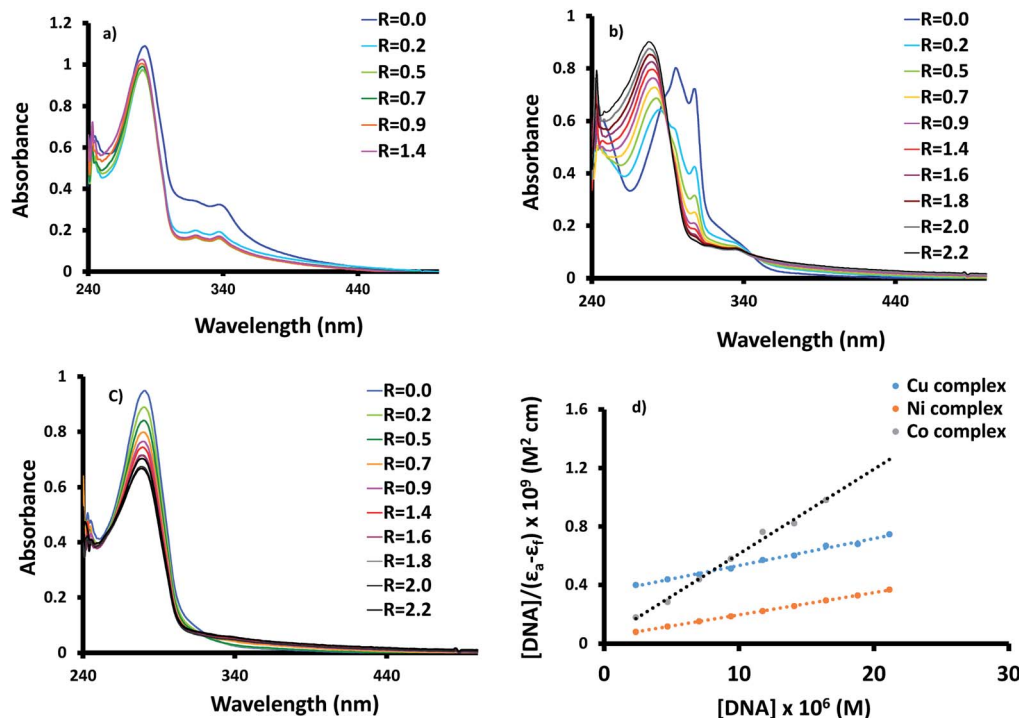 a)
1.2
1
0.8
0.6
0.4
0.2
0
240
340
440
Absorbance
Wavelength (nm)
R=0.0
R=0.2
R=0.5
R=0.7
R=0.9
R=1.4
b)
1
0.8
0.6
0.4
0.2
0
240
340
440
Absorbance
Wavelength (nm)
R=0.0
R=0.2
R=0.5
R=0.7
R=0.9
R=1.4
R=1.6
R=1.8
R=2.0
R=2.2
C)
1
0.8
0.6
0.4
0.2
0
240
340
440
Absorbance
Wavelength (nm)
R=0.0
R=0.2
R=0.5
R=0.7
R=0.9
R=1.4
R=1.6
R=1.8
R=2.0
R=2.2
d)
Cu complex
Ni complex
Co complex
1.6
1.2
0.8
0.4
0
0
10
20
30
[DNA]/(εa-εf) x 10⁹ (M² cm)
[DNA] x 10⁶ (M)